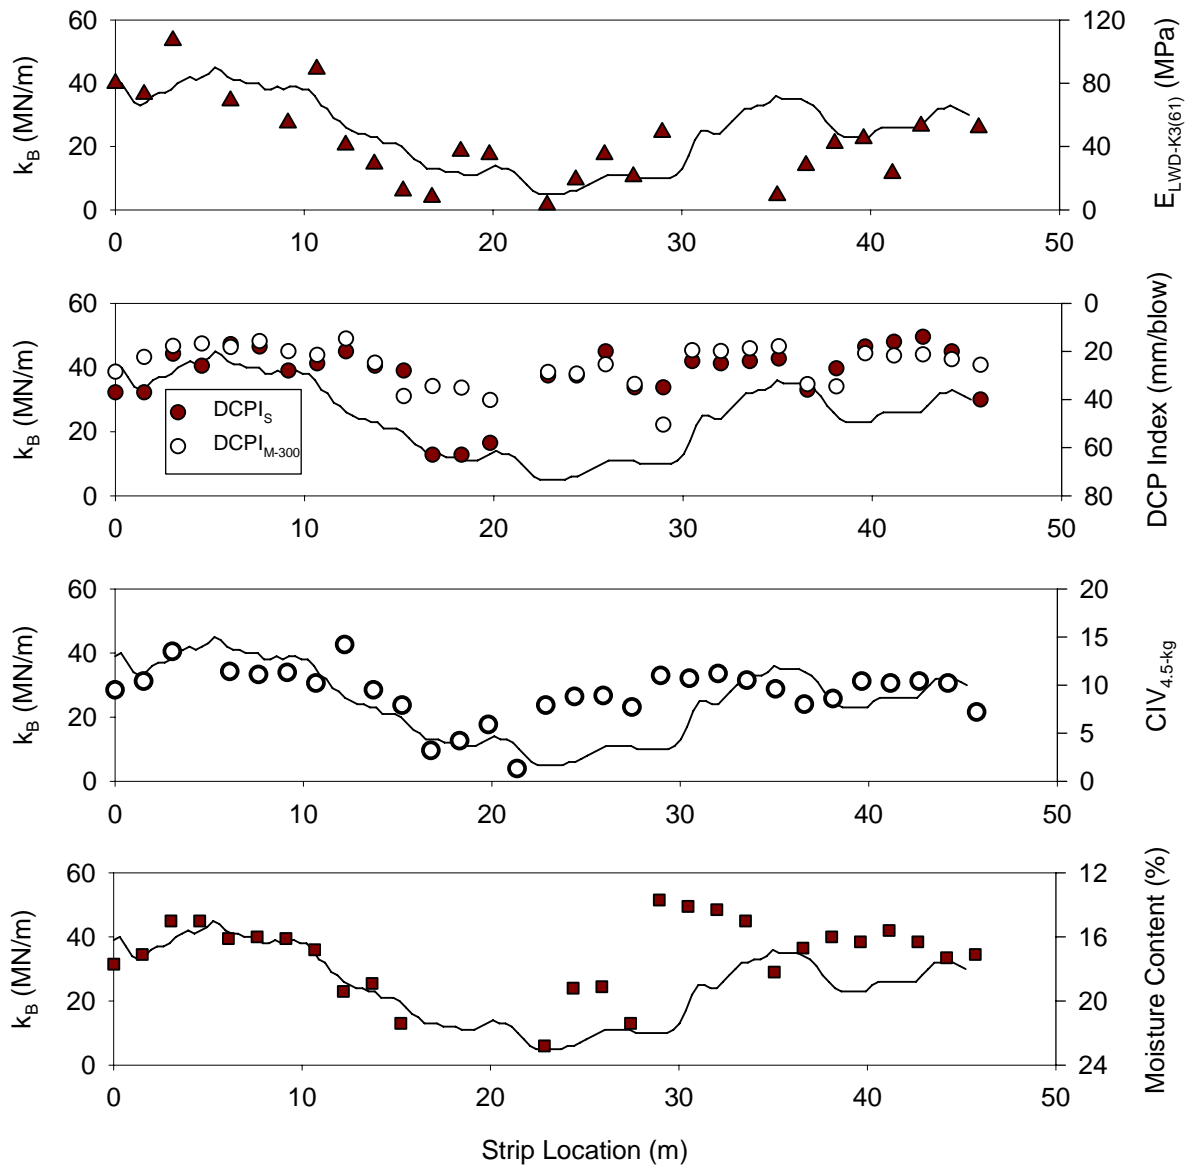 60 120
40 80
20 40
0 0
k_B (MN/m)
E_LWD-K3(61) (MPa)
0 10 20 30 40 50
60 0
40 20
40
20 60
0 80
k_B (MN/m)
DCP Index (mm/blow)
DCPI_S
DCPI_M-300
0 10 20 30 40 50
60 20
15
40
10
20
5
0 0
k_B (MN/m)
CIV_4.5-kg
0 10 20 30 40 50
60 12
40 16
20 20
0 24
k_B (MN/m)
Moisture Content (%)
0 10 20 30 40 50
Strip Location (m)